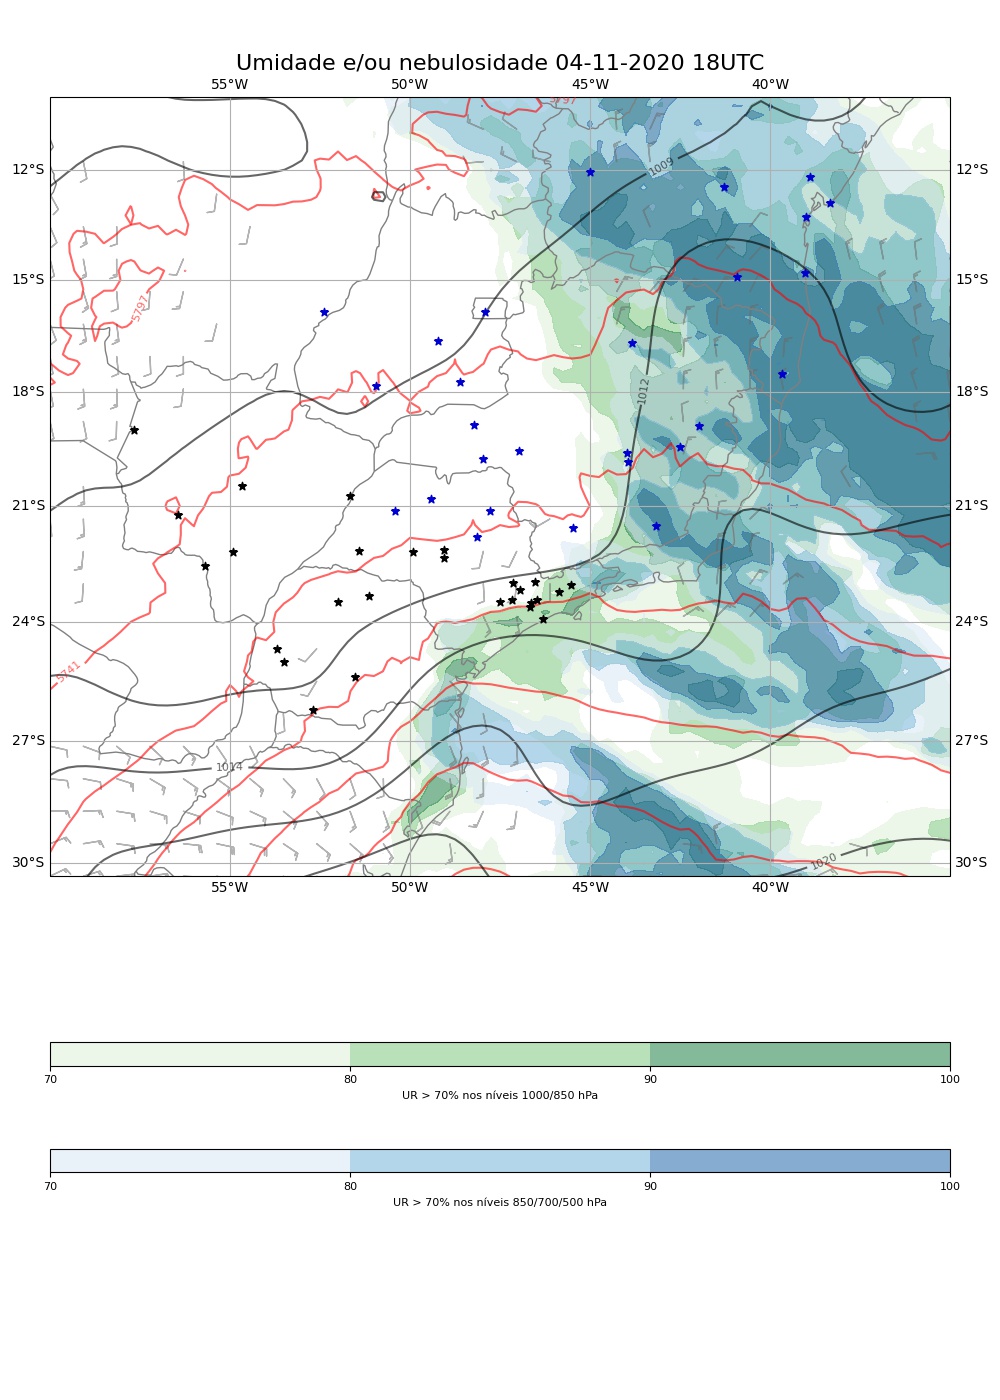 Umidade e/ou nebulosidade 04-11-2020 18UTC
55°W 50°W 45°W 40°W
5797
1009
12°S 12°S
15°S 15°S
5797
1012
18°S 18°S
21°S 21°S
24°S 24°S
5741
27°S 27°S
1014
1020
30°S 30°S
55°W 50°W 45°W 40°W
70 80 90 100
UR > 70% nos níveis 1000/850 hPa
70 80 90 100
UR > 70% nos níveis 850/700/500 hPa